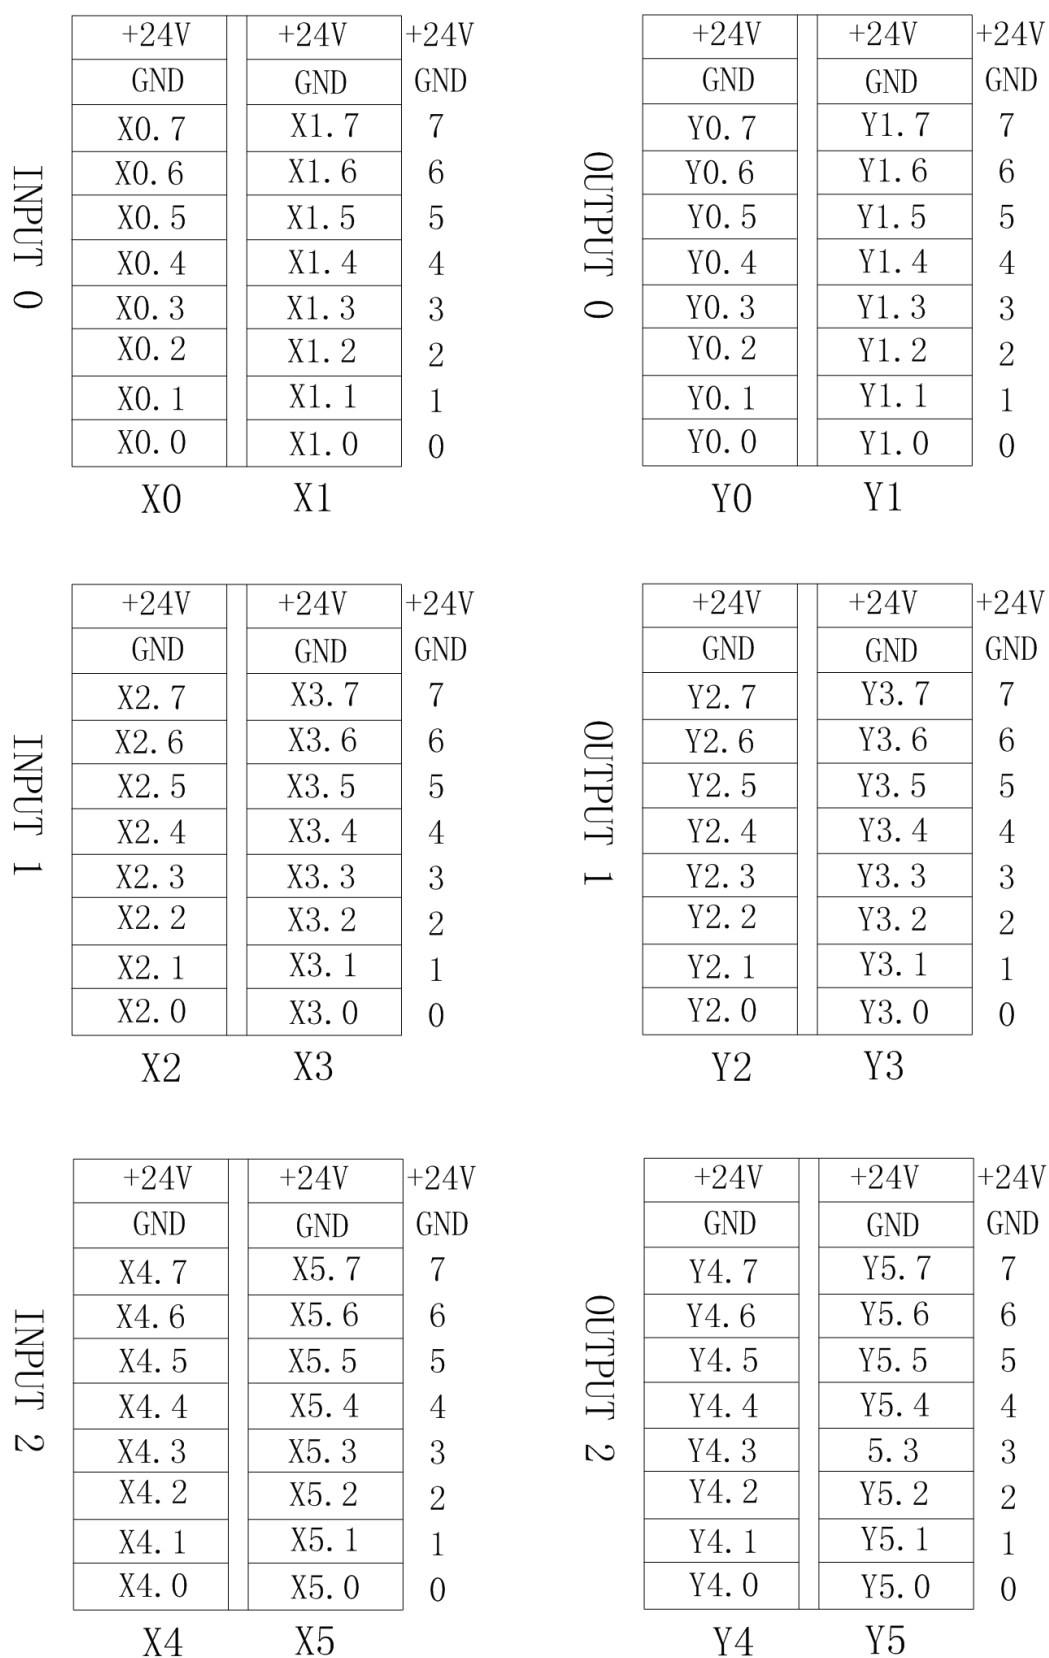 INPUT 0
+24V +24V +24V
GND GND GND
X0.7 X1.7 7
X0.6 X1.6 6
X0.5 X1.5 5
X0.4 X1.4 4
X0.3 X1.3 3
X0.2 X1.2 2
X0.1 X1.1 1
X0.0 X1.0 0
X0 X1
OUTPUT 0
+24V +24V +24V
GND GND GND
Y0.7 Y1.7 7
Y0.6 Y1.6 6
Y0.5 Y1.5 5
Y0.4 Y1.4 4
Y0.3 Y1.3 3
Y0.2 Y1.2 2
Y0.1 Y1.1 1
Y0.0 Y1.0 0
Y0 Y1
INPUT 1
+24V +24V +24V
GND GND GND
X2.7 X3.7 7
X2.6 X3.6 6
X2.5 X3.5 5
X2.4 X3.4 4
X2.3 X3.3 3
X2.2 X3.2 2
X2.1 X3.1 1
X2.0 X3.0 0
X2 X3
OUTPUT 1
+24V +24V +24V
GND GND GND
Y2.7 Y3.7 7
Y2.6 Y3.6 6
Y2.5 Y3.5 5
Y2.4 Y3.4 4
Y2.3 Y3.3 3
Y2.2 Y3.2 2
Y2.1 Y3.1 1
Y2.0 Y3.0 0
Y2 Y3
INPUT 2
+24V +24V +24V
GND GND GND
X4.7 X5.7 7
X4.6 X5.6 6
X4.5 X5.5 5
X4.4 X5.4 4
X4.3 X5.3 3
X4.2 X5.2 2
X4.1 X5.1 1
X4.0 X5.0 0
X4 X5
OUTPUT 2
+24V +24V +24V
GND GND GND
Y4.7 Y5.7 7
Y4.6 Y5.6 6
Y4.5 Y5.5 5
Y4.4 Y5.4 4
Y4.3 5.3 3
Y4.2 Y5.2 2
Y4.1 Y5.1 1
Y4.0 Y5.0 0
Y4 Y5